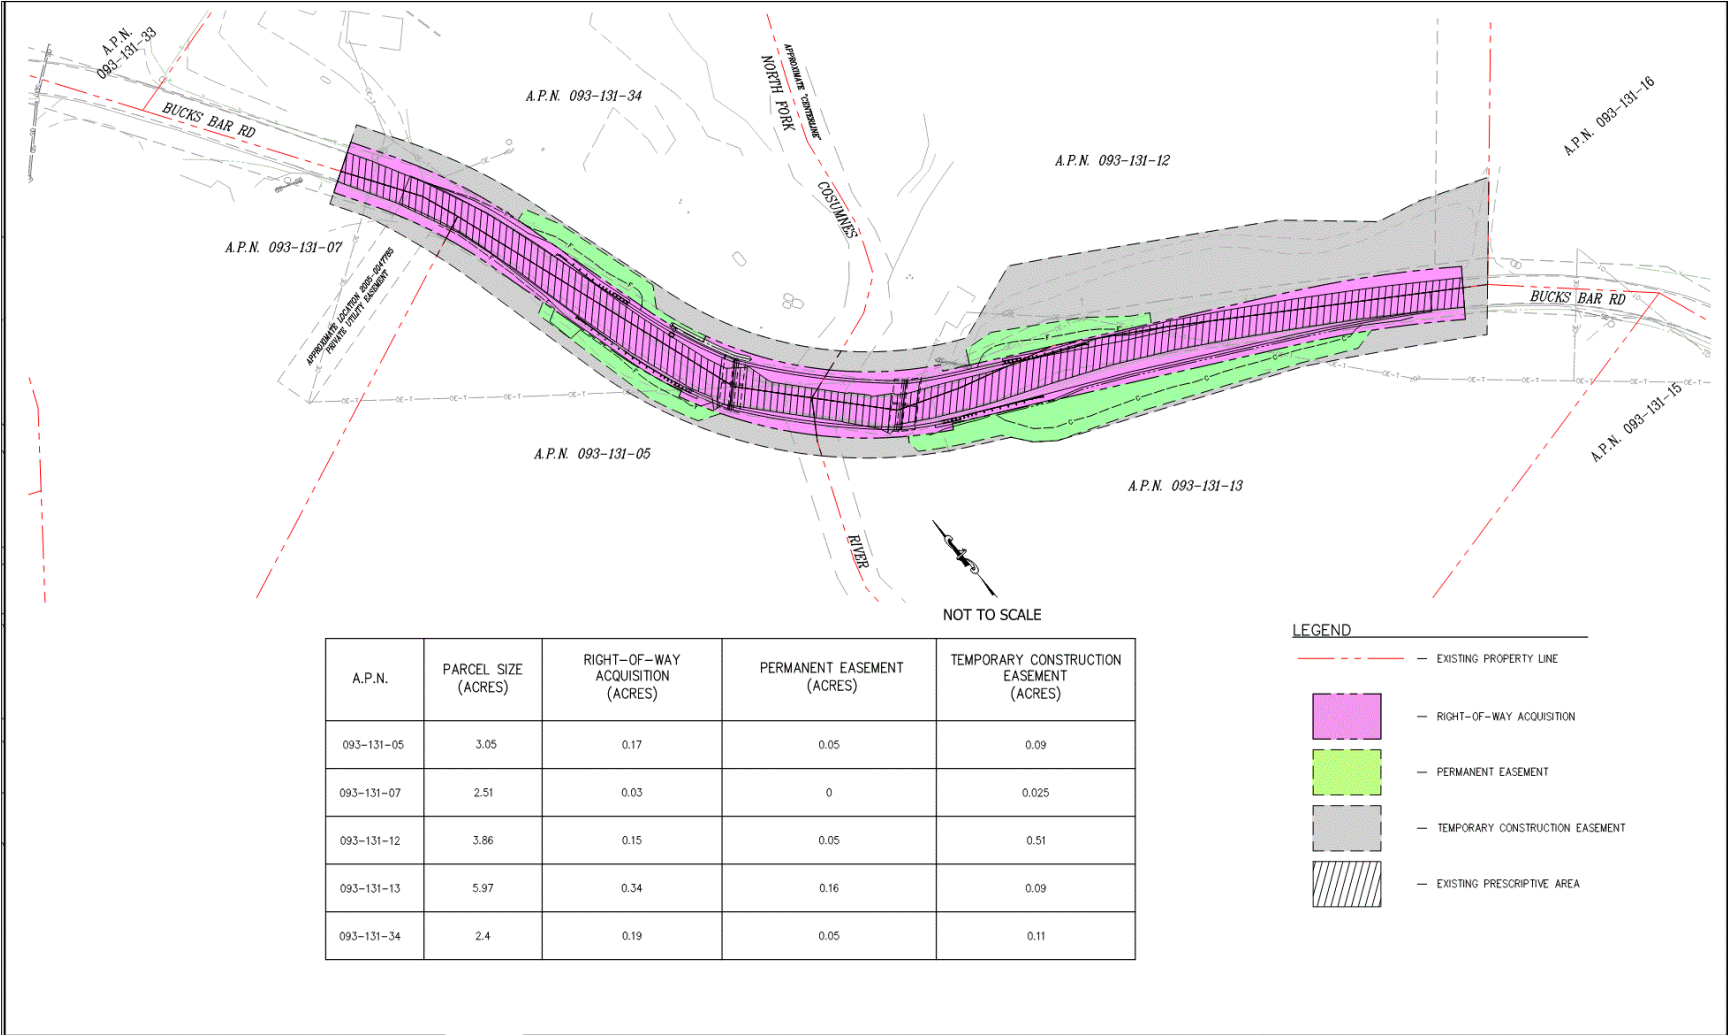 A.P.N.
093-131-33
BUCKS BAR RD
A.P.N. 093-131-34
APPROXIMATE "CENTERLINE"
NORTH FORK
COSUMNES
RIVER
A.P.N. 093-131-12
A.P.N. 093-131-16
A.P.N. 093-131-07
APPROXIMATE LOCATION 2005-0047785
PRIVATE UTILITY EASEMENT
BUCKS BAR RD
A.P.N. 093-131-15
A.P.N. 093-131-05
A.P.N. 093-131-13
OE-T OE-T OE-T OE-T
NOT TO SCALE
A.P.N.
PARCEL SIZE
(ACRES)
RIGHT-OF-WAY
ACQUISITION
(ACRES)
PERMANENT EASEMENT
(ACRES)
TEMPORARY CONSTRUCTION
EASEMENT
(ACRES)
093-131-05 3.05 0.17 0.05 0.09
093-131-07 2.51 0.03 0 0.025
093-131-12 3.86 0.15 0.05 0.51
093-131-13 5.97 0.34 0.16 0.09
093-131-34 2.4 0.19 0.05 0.11
LEGEND
— EXISTING PROPERTY LINE
— RIGHT-OF-WAY ACQUISITION
— PERMANENT EASEMENT
— TEMPORARY CONSTRUCTION EASEMENT
— EXISTING PRESCRIPTIVE AREA